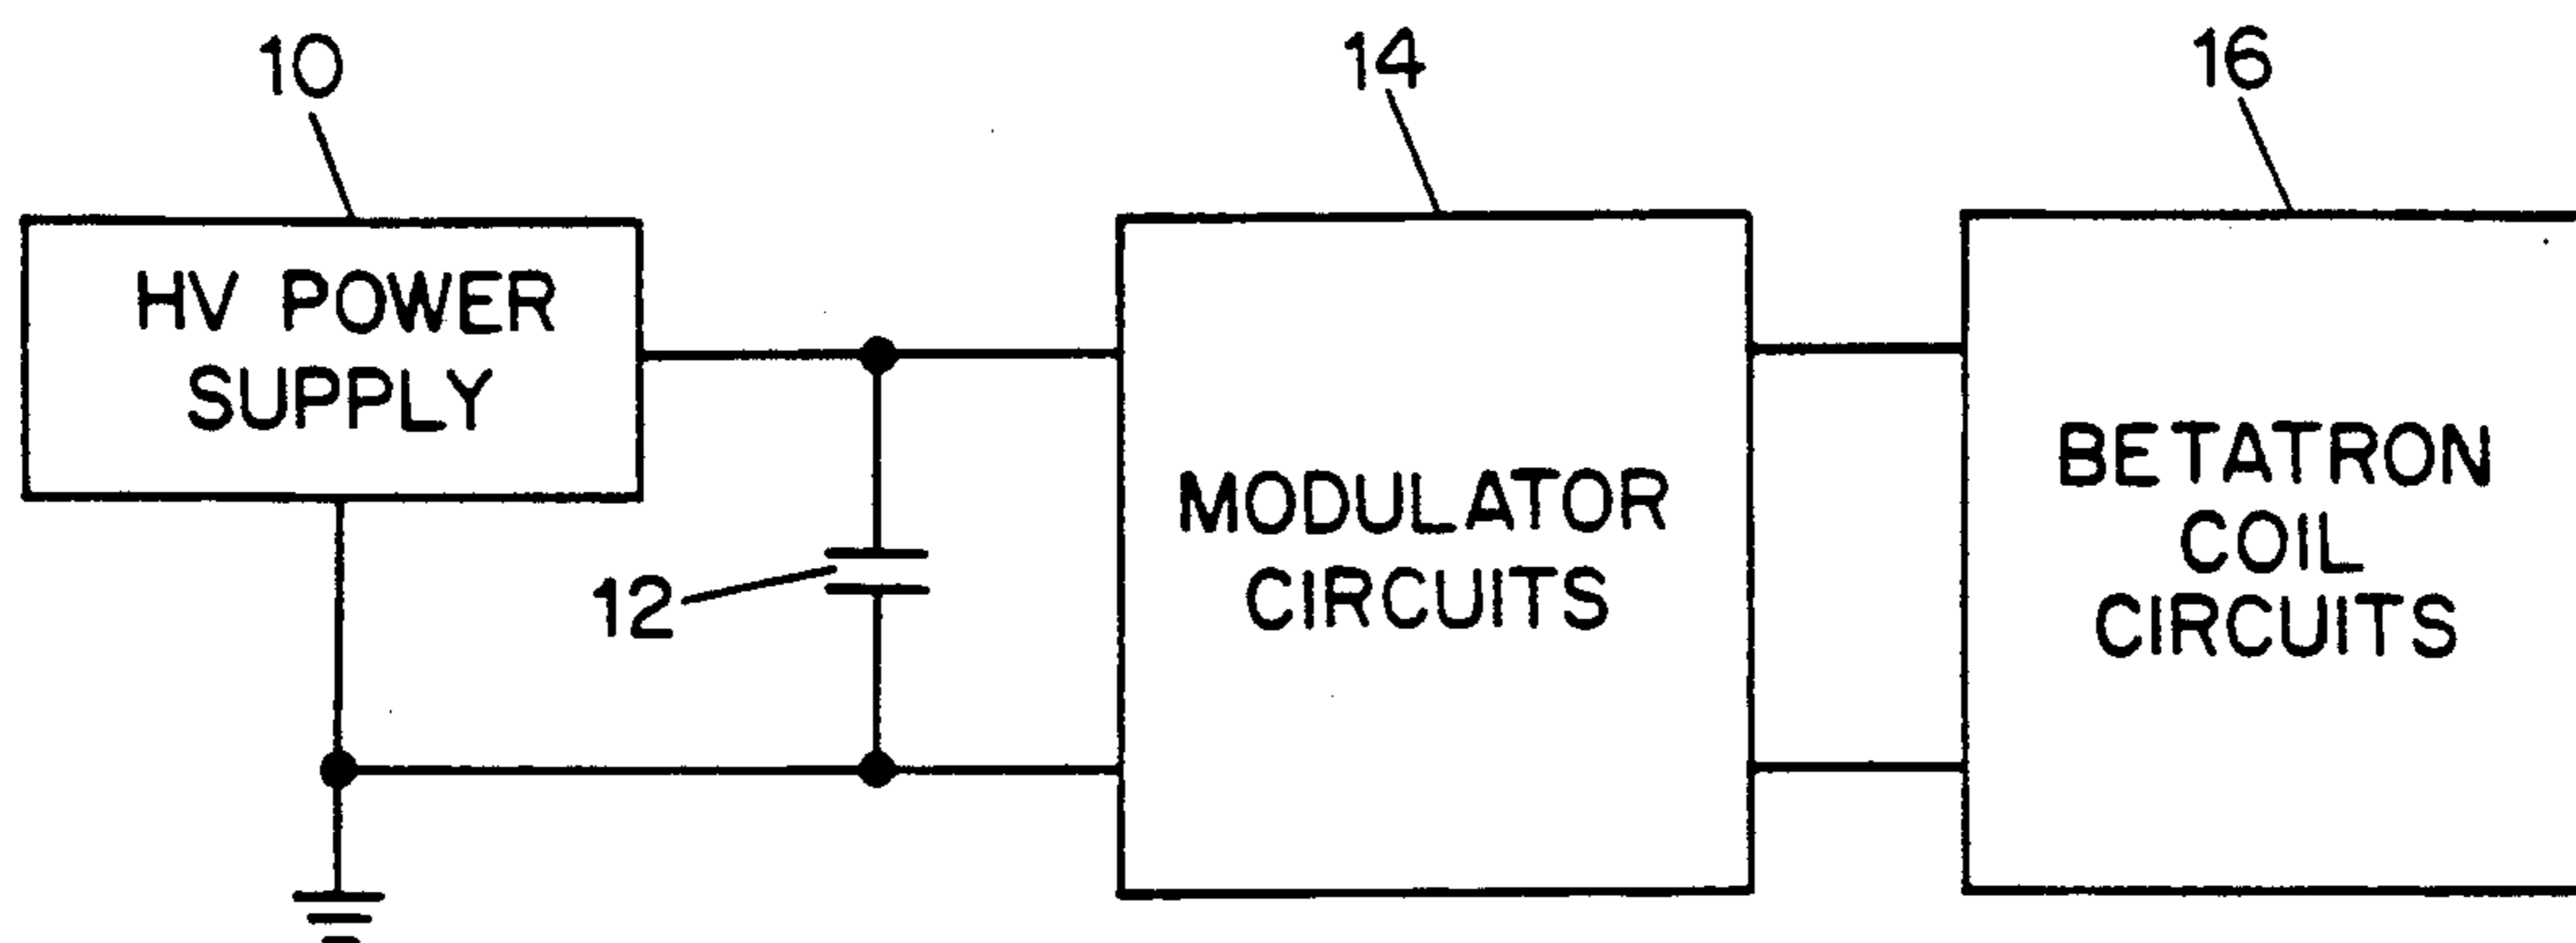 10
14
16
HV POWER
SUPPLY
12
MODULATOR
CIRCUITS
BETATRON
COIL
CIRCUITS